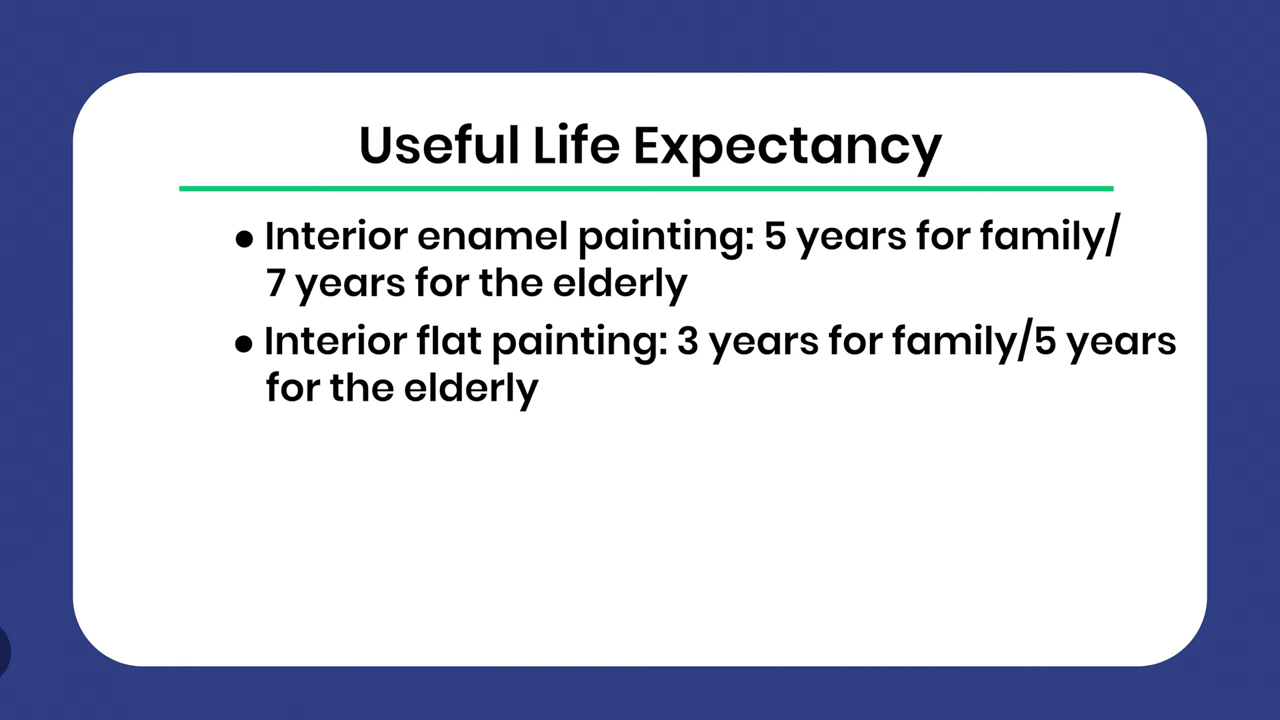 Useful Life Expectancy
● Interior enamel painting: 5 years for family/
7 years for the elderly
● Interior flat painting: 3 years for family/5 years
for the elderly